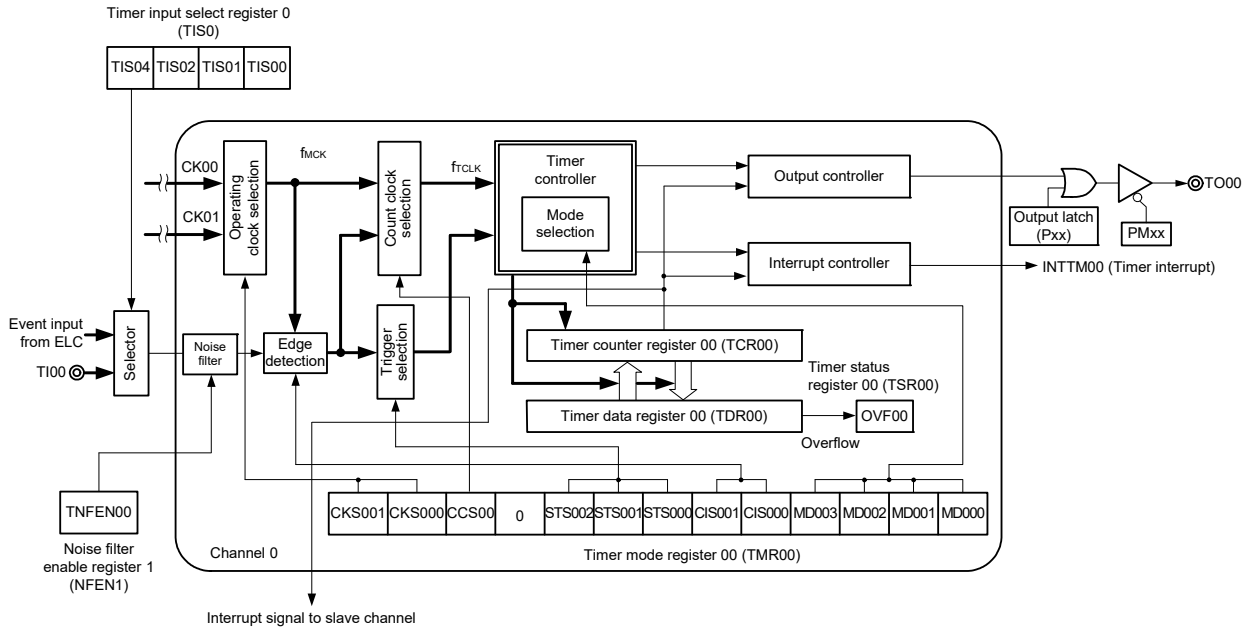 Timer input select register 0
(TIS0)
TIS04 TIS02 TIS01 TIS00
CK00
CK01
Operating
clock selection
fMCK
Count clock
selection
fTCLK
Timer
controller
Mode
selection
Output controller
Output latch
(Pxx)
PMxx
TO00
Interrupt controller
INTTM00 (Timer interrupt)
Event input
from ELC
TI00
Selector
Noise
filter
Edge
detection
Trigger
selection
Timer counter register 00 (TCR00)
Timer status
register 00 (TSR00)
Timer data register 00 (TDR00)
OVF00
Overflow
TNFEN00
Noise filter
enable register 1
(NFEN1)
CKS001 CKS000 CCS00 0 STS002 STS001 STS000 CIS001 CIS000 MD003 MD002 MD001 MD000
Channel 0
Timer mode register 00 (TMR00)
Interrupt signal to slave channel